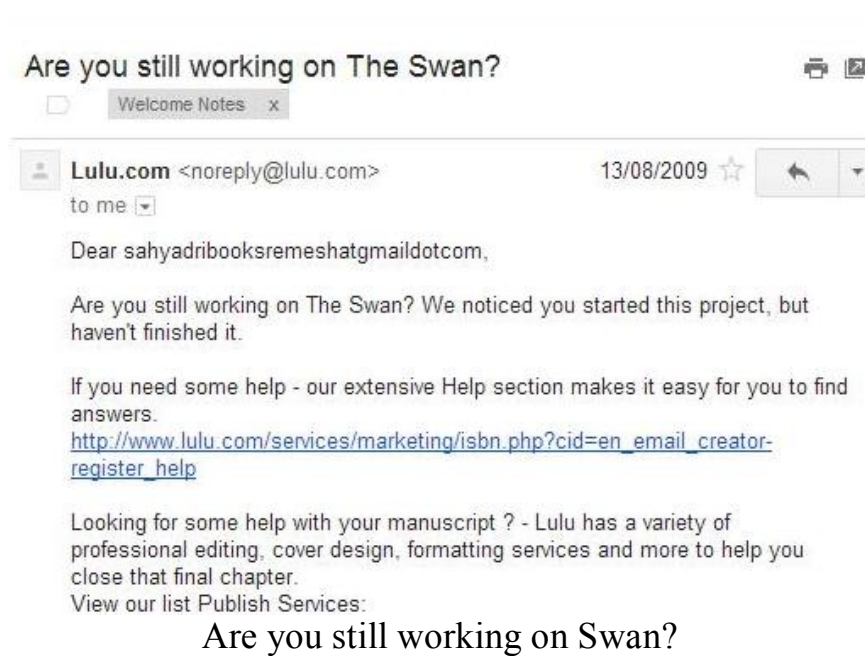 Are you still working on The Swan?
Welcome Notes x
Lulu.com <noreply@lulu.com> 13/08/2009
to me
Dear sahyadribooksremeshatgmaildotcom,
Are you still working on The Swan? We noticed you started this project, but
haven't finished it.
If you need some help - our extensive Help section makes it easy for you to find
answers.
http://www.lulu.com/services/marketing/isbn.php?cid=en_email_creator-
register_help
Looking for some help with your manuscript ? - Lulu has a variety of
professional editing, cover design, formatting services and more to help you
close that final chapter.
View our list Publish Services:
Are you still working on Swan?